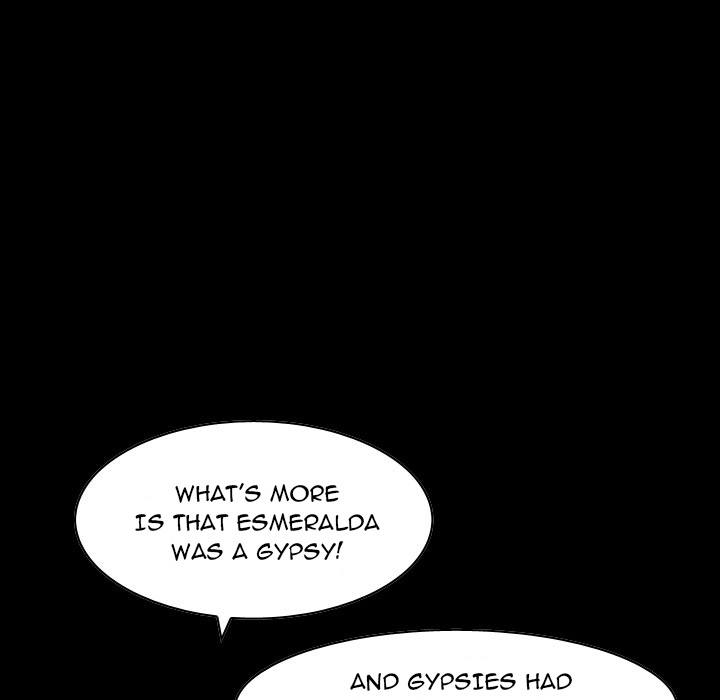 WHAT'S MORE
IS THAT ESMERALDA
WAS A GYPSY!
AND GYPSIES HAD